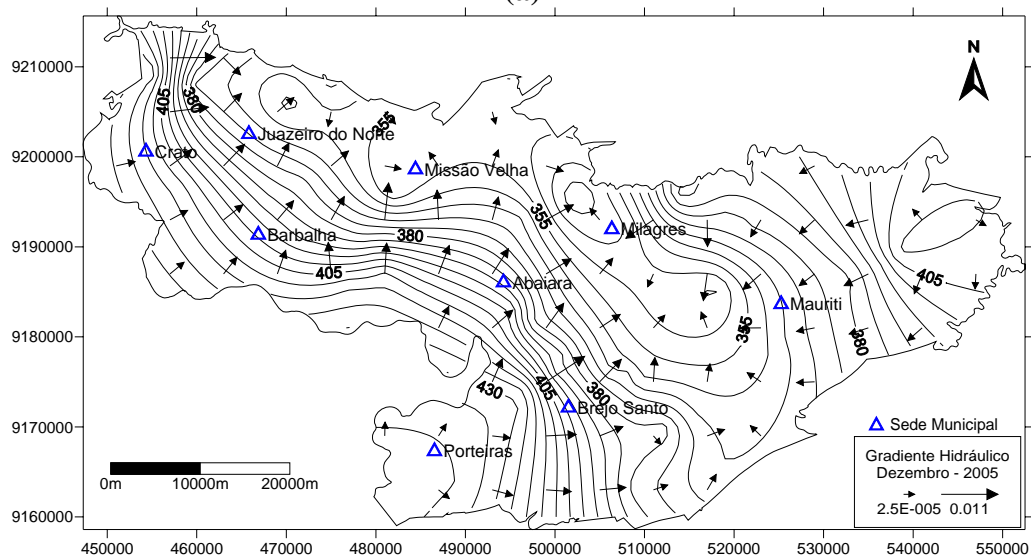 (a)
N
9210000
9200000
9190000
9180000
9170000
9160000
405
380
355
Juazeiro do Norte
Crato
Missão Velha
355
Milagres
Barbalha
380
405
Abaiara
405
Mauriti
355
380
430
405
380
Brejo Santo
Porteiras
Sede Municipal
Gradiente Hidráulico
Dezembro - 2005
2.5E-005 0.011
0m 10000m 20000m
450000 460000 470000 480000 490000 500000 510000 520000 530000 540000 550000